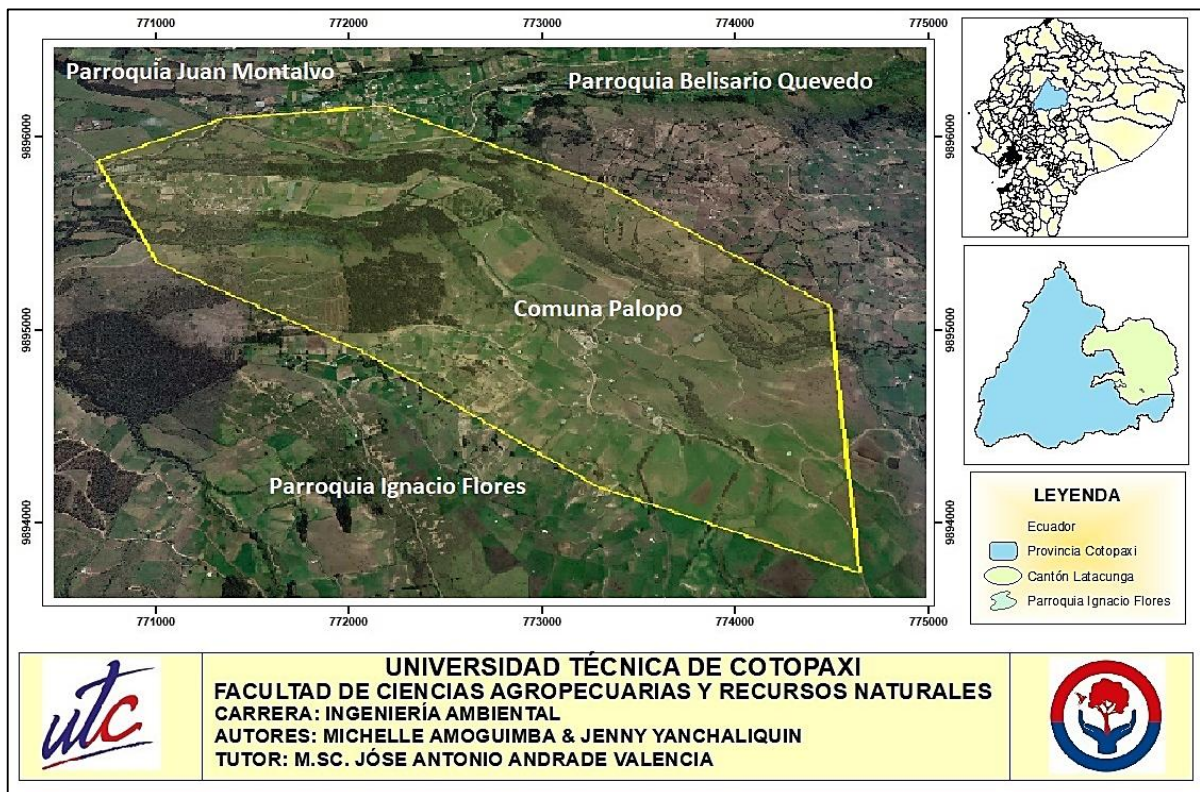 771000 772000 773000 774000 775000
Parroquia Juan Montalvo
Parroquia Belisario Quevedo
9896000 9896000
Comuna Palopo
9895000 9895000
Parroquia Ignacio Flores
9894000 9894000
771000 772000 773000 774000 775000
LEYENDA
Ecuador
Provincia Cotopaxi
Cantón Latacunga
Parroquia Ignacio Flores
utc
UNIVERSIDAD TÉCNICA DE COTOPAXI
FACULTAD DE CIENCIAS AGROPECUARIAS Y RECURSOS NATURALES
CARRERA: INGENIERÍA AMBIENTAL
AUTORES: MICHELLE AMOGUIMBA & JENNY YANCHALIQUIN
TUTOR: M.SC. JÓSE ANTONIO ANDRADE VALENCIA